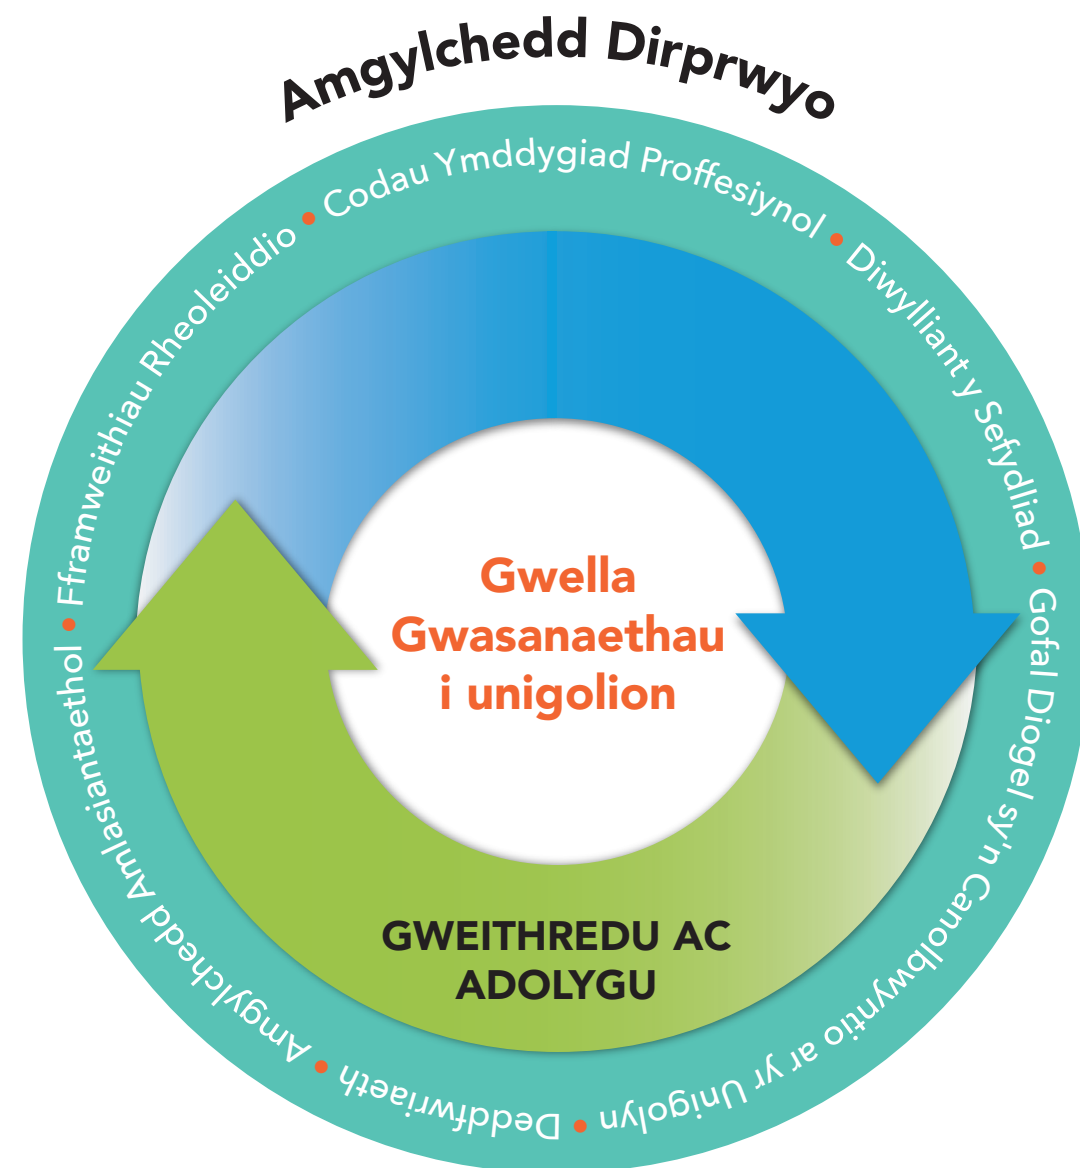 Amgylchedd Dirprwyo
Codau Ymddygiad Proffesiynol • Diwylliant y Sefydliad • Gofal Diogel sy'n Canolbwyntio ar yr Unigolyn • Deddfwriaeth • Amgylchedd Amlasiantaethol • Fframweithiau Rheoleiddio •
Gwella
Gwasanaethau
i unigolion
GWEITHREDU AC
ADOLYGU